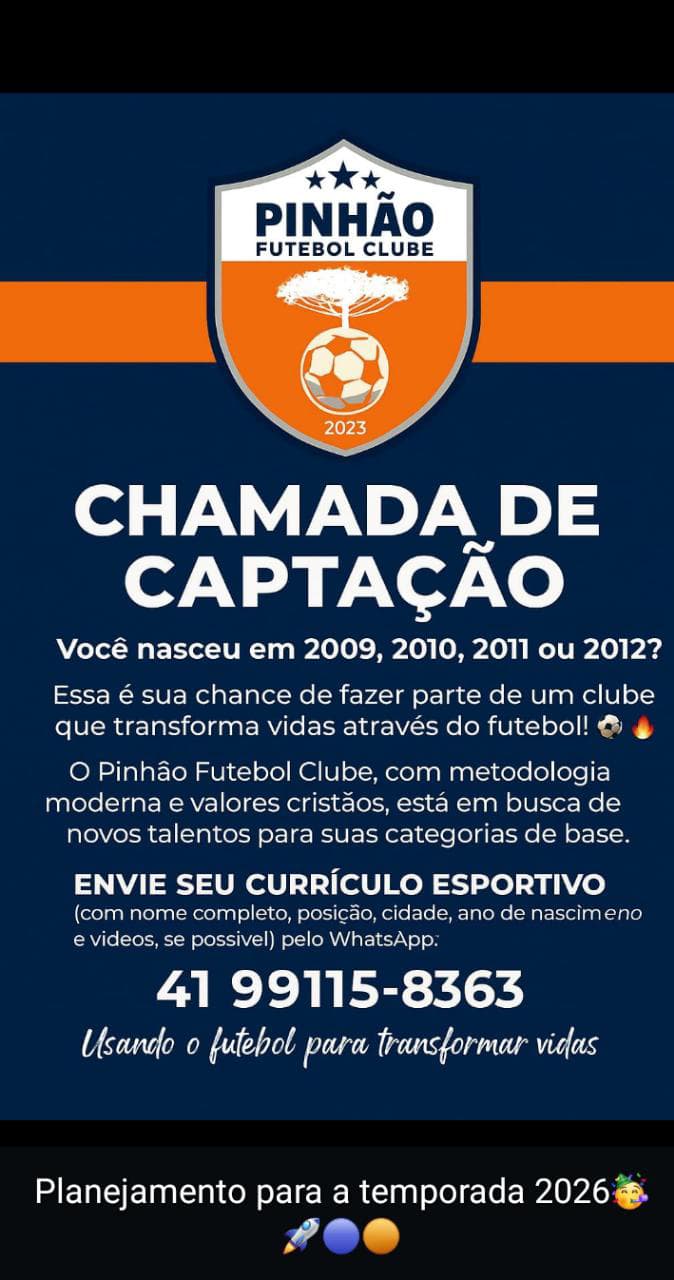 PINHÃO
FUTEBOL CLUBE
2023
CHAMADA DE
CAPTAÇÃO
Você nasceu em 2009, 2010, 2011 ou 2012?
Essa é sua chance de fazer parte de um clube
que transforma vidas através do futebol! ⚽ 🔥
O Pinhâo Futebol Clube, com metodologia
moderna e valores cristãos, está em busca de
novos talentos para suas categorias de base.
ENVIE SEU CURRÍCULO ESPORTIVO
(com nome completo, posição, cidade, ano de nascimeno
e videos, se possivel) pelo WhatsApp:
41 99115-8363
Usando o futebol para transformar vidas
Planejamento para a temporada 2026🥳
🚀🔵🟠